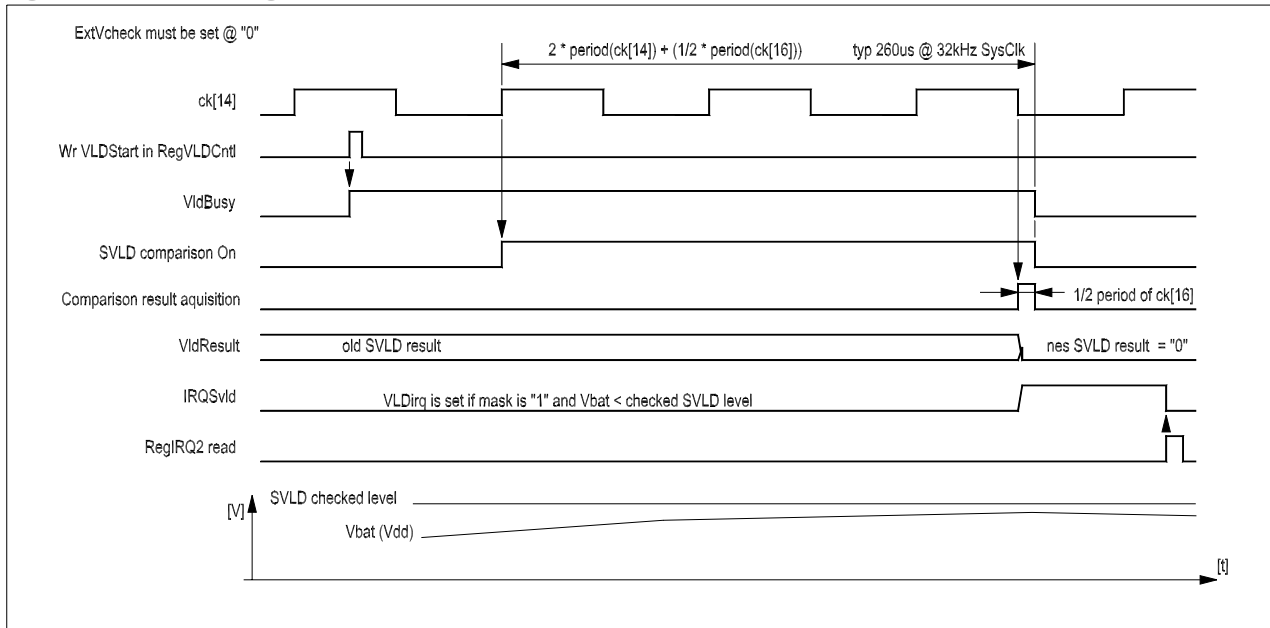 ExtVcheck must be set @ "0"
2 * period(ck[14]) + (1/2 * period(ck[16])) typ 260us @ 32kHz SysClk
ck[14]
Wr VLDStart in RegVLDCntl
VldBusy
SVLD comparison On
Comparison result aquisition
1/2 period of ck[16]
VldResult
old SVLD result
nes SVLD result = "0"
IRQSvld
VLDirq is set if mask is "1" and Vbat < checked SVLD level
RegIRQ2 read
SVLD checked level
[V]
Vbat (Vdd)
[t]